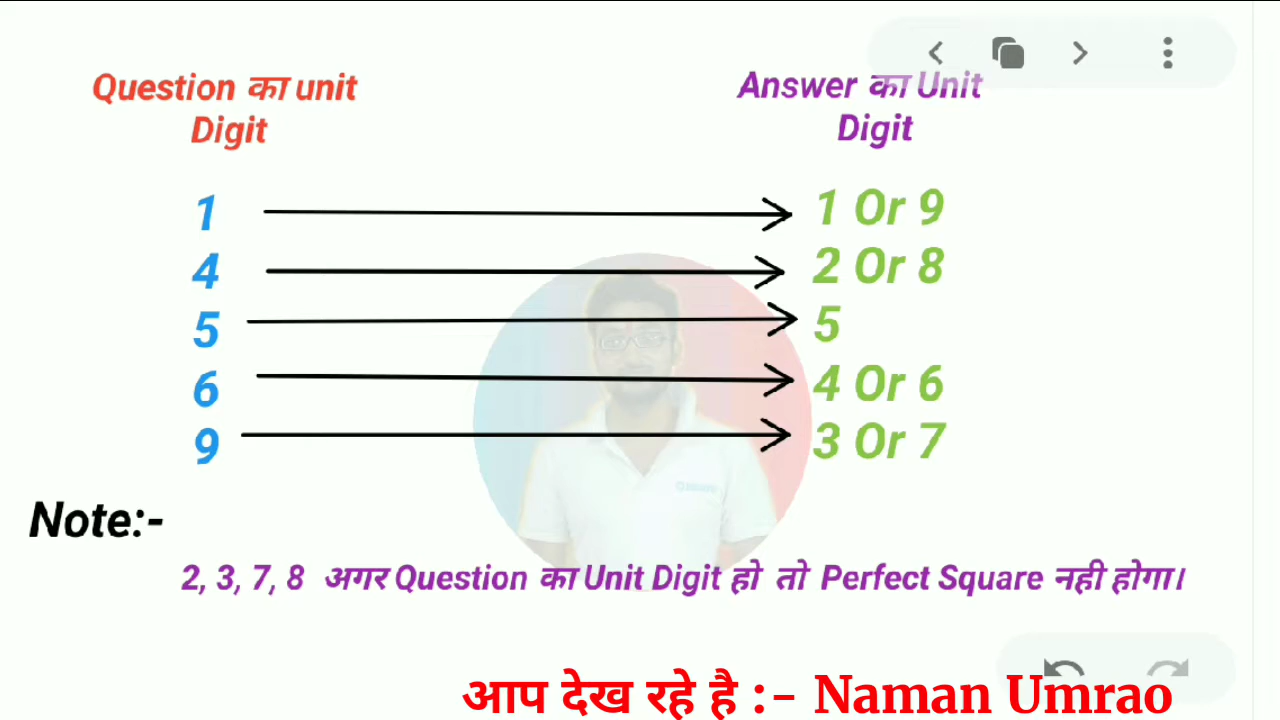 Question का unit
Digit
Answer का Unit
Digit
1
1 Or 9
4
2 Or 8
5
5
6
4 Or 6
9
3 Or 7
Note:-
2, 3, 7, 8 अगर Question का Unit Digit हो तो Perfect Square नही होगा।
आप देख रहे है :- Naman Umrao